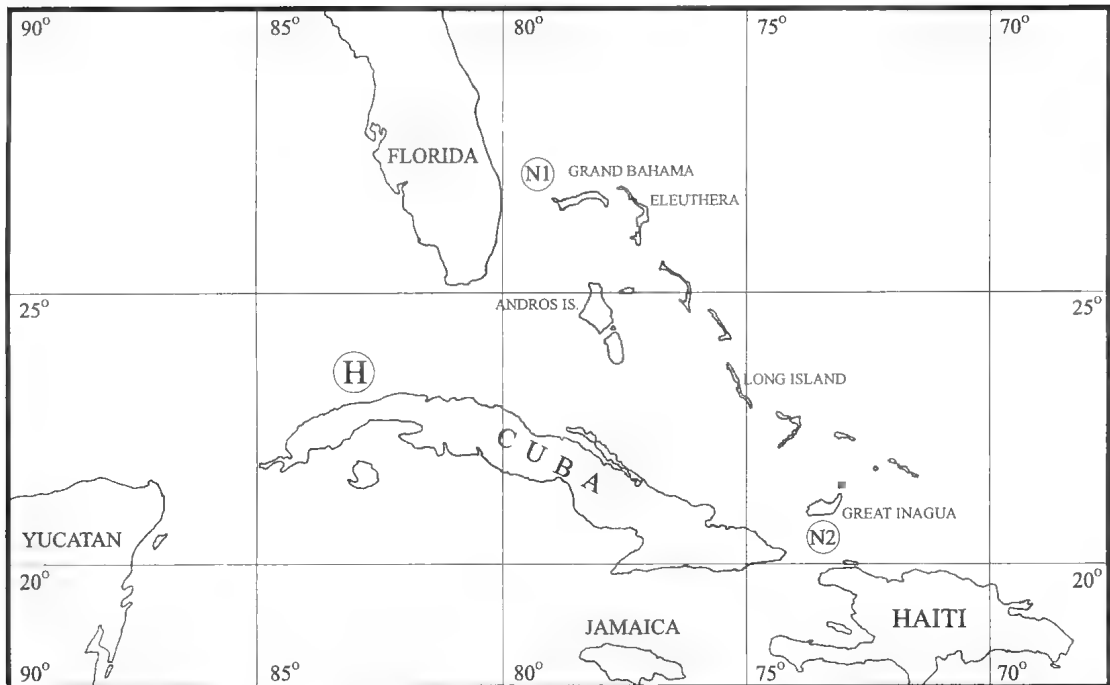 90° 85° 80° 75° 70°
FLORIDA
N1 GRAND BAHAMA
ELEUTHERA
25° ANDROS IS. 25°
H
LONG ISLAND
CUBA
GREAT INAGUA
YUCATAN N2
20° 20°
JAMAICA HAITI
90° 85° 80° 75° 70°